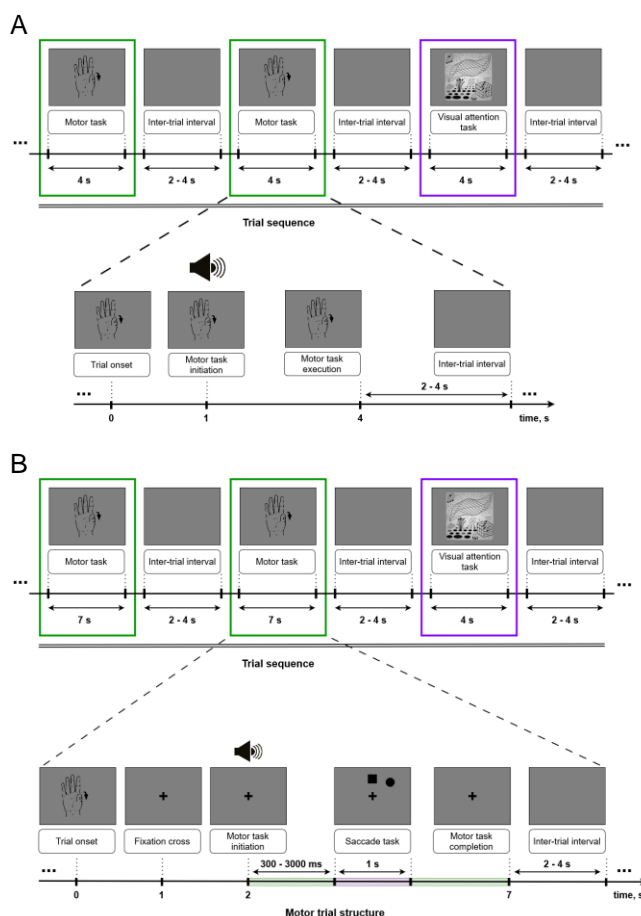 A
Motor task
Inter-trial interval
Motor task
Inter-trial interval
Visual attention
task
Inter-trial interval
...
...
4 s
2 - 4 s
4 s
2 - 4 s
4 s
2 - 4 s
Trial sequence
Trial onset
Motor task
initiation
Motor task
execution
Inter-trial interval
2 - 4 s
...
...
0
1
4
time, s
B
Motor task
Inter-trial interval
Motor task
Inter-trial interval
Visual attention
task
Inter-trial interval
...
...
7 s
2 - 4 s
7 s
2 - 4 s
4 s
2 - 4 s
Trial sequence
Trial onset
Fixation cross
Motor task
initiation
Saccade task
Motor task
completion
Inter-trial interval
300 - 3000 ms
1 s
2 - 4 s
...
...
0
1
2
7
time, s
Motor trial structure